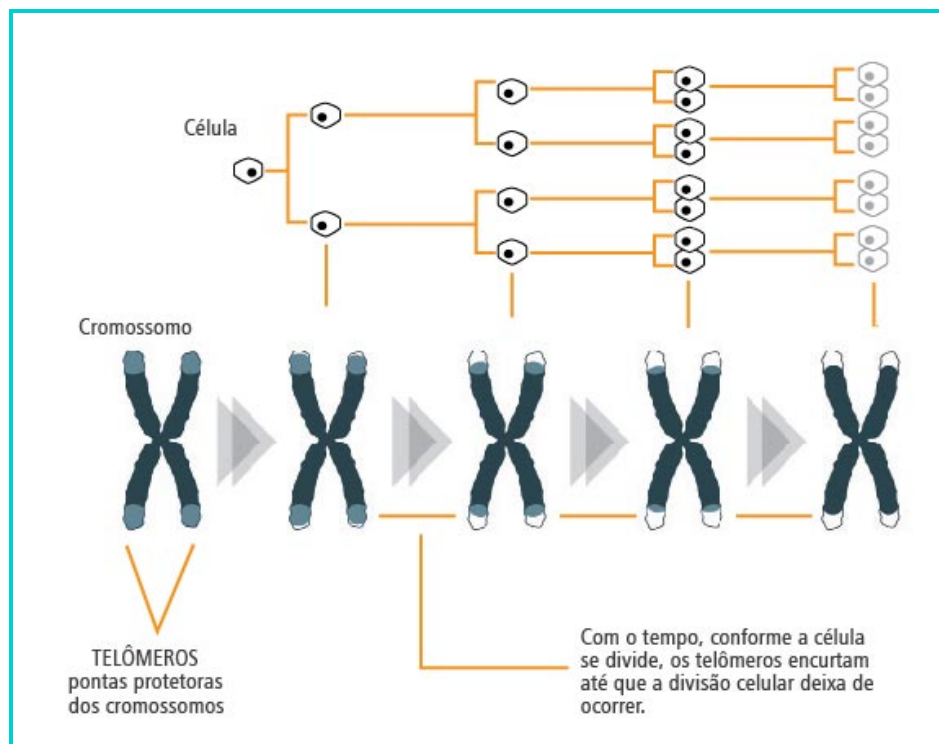 Célula
Cromossomo
TELÔMEROS
pontas protetoras
dos cromossomos
Com o tempo, conforme a célula
se divide, os telômeros encurtam
até que a divisão celular deixa de
ocorrer.